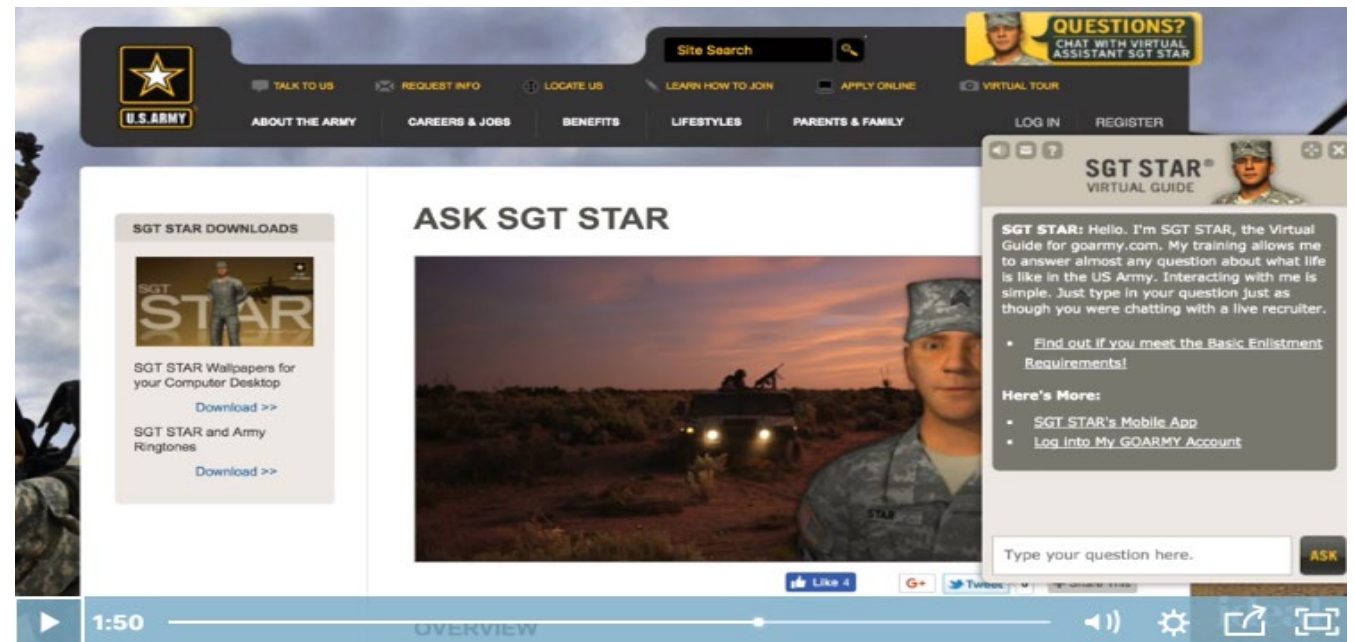 QUESTIONS?
CHAT WITH VIRTUAL
ASSISTANT SGT STAR
Site Search
TALK TO US
REQUEST INFO
LOCATE US
LEARN HOW TO JOIN
APPLY ONLINE
VIRTUAL TOUR
U.S.ARMY
ABOUT THE ARMY
CAREERS & JOBS
BENEFITS
LIFESTYLES
PARENTS & FAMILY
LOG IN
REGISTER
SGT STAR DOWNLOADS
SGT
STAR
SGT STAR Wallpapers for
your Computer Desktop
Download >>
SGT STAR and Army
Ringtones
Download >>
ASK SGT STAR
STAR
Like 4
G+
Tweet
0
Share This
OVERVIEW
SGT STAR®
VIRTUAL GUIDE
SGT STAR: Hello. I'm SGT STAR, the Virtual
Guide for goarmy.com. My training allows me
to answer almost any question about what life
is like in the US Army. Interacting with me is
simple. Just type in your question just as
though you were chatting with a live recruiter.
Find out if you meet the Basic Enlistment
Requirements!
Here's More:
SGT STAR's Mobile App
Log into My GOARMY Account
Type your question here.
ASK
1:50